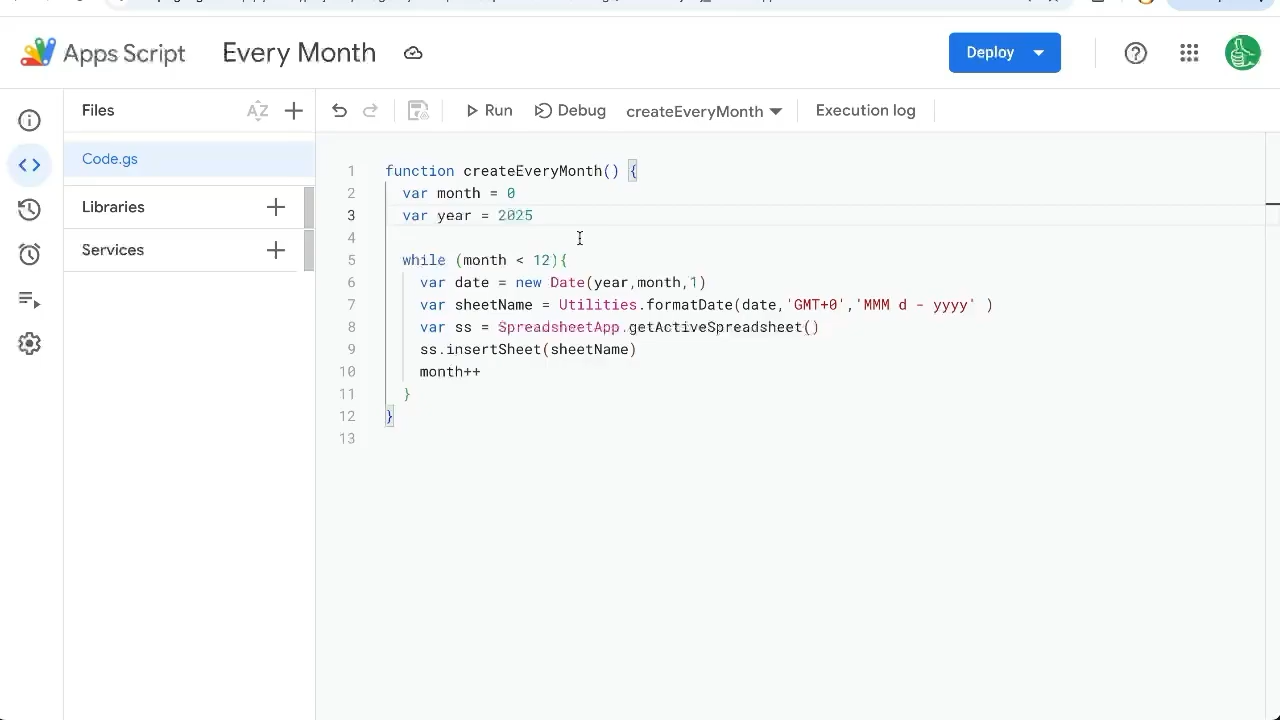 Apps Script Every Month Deploy
Files AZ Run Debug createEveryMonth Execution log
Code.gs
Libraries
Services
1 function createEveryMonth() {
2 var month = 0
3 var year = 2025
4
5 while (month < 12){
6 var date = new Date(year,month,1)
7 var sheetName = Utilities.formatDate(date,'GMT+0','MMM d - yyyy' )
8 var ss = SpreadsheetApp.getActiveSpreadsheet()
9 ss.insertSheet(sheetName)
10 month++
11 }
12 }
13